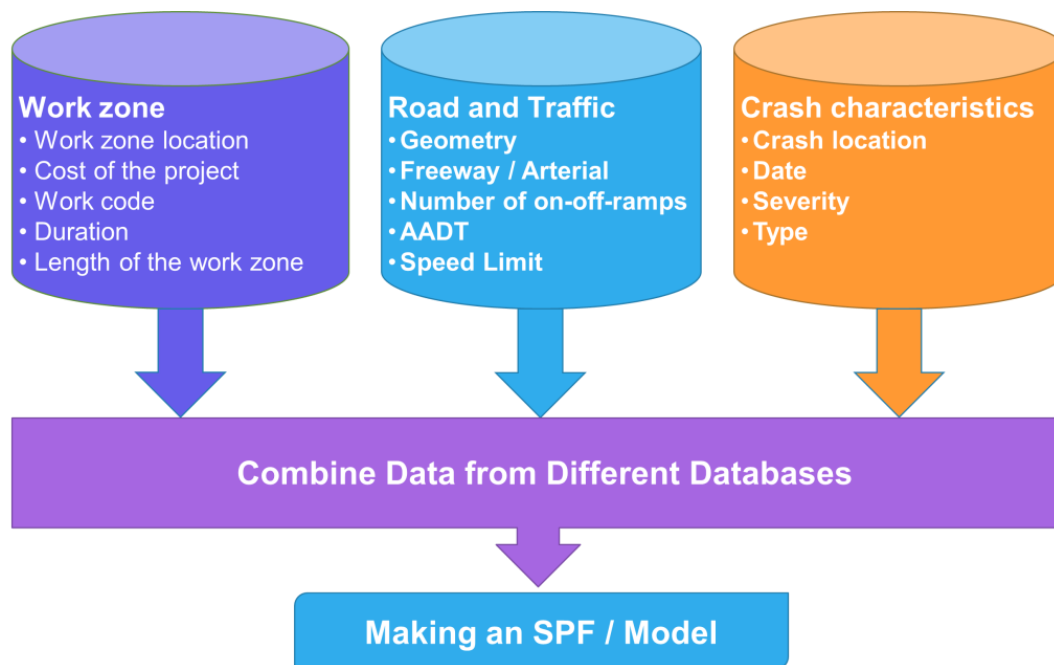 Work zone
• Work zone location
• Cost of the project
• Work code
• Duration
• Length of the work zone
Road and Traffic
• Geometry
• Freeway / Arterial
• Number of on-off-ramps
• AADT
• Speed Limit
Crash characteristics
• Crash location
• Date
• Severity
• Type
Combine Data from Different Databases
Making an SPF / Model